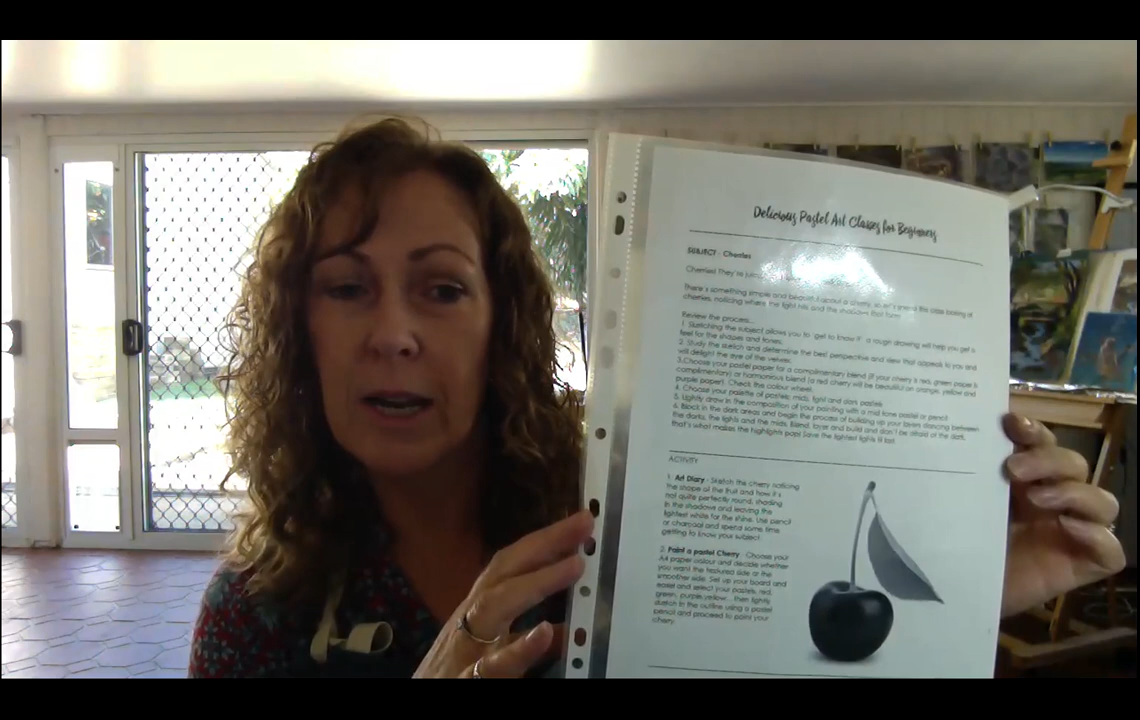 Delicious Pastel Art Classes for Beginners
SUBJECT - Cherries
Cherries! They're juicy,
There's something simple and beautiful about a cherry, so let's spend this class looking at
cherries, noticing where the light hits and the shadows that form.
Review the process...
1. Sketching the subject allows you to 'get to know it' a rough drawing will help you get a
feel for the shapes and tones.
2. Study the sketch and determine the best perspective and view that appeals to you and
will delight the eye of the viewer.
3.Choose your pastel paper for a complimentary blend (if your cherry is red, green paper is
complimentary) or harmonious blend (a red cherry will be beautiful on orange, yellow and
purple paper). Check the colour wheel.
4. Choose your palette of pastels; mids, light and dark pastels.
5. Lightly draw in the composition of your painting with a mid tone pastel or pencil.
6. Block in the dark areas and begin the process of building up your layers dancing between
the darks, the lights and the mids. Blend, layer and build and don't be afraid of the dark,
that's what makes the highlights pop! Save the lightest lights till last.
ACTIVITY
1. Art Diary - Sketch the cherry noticing
the shape of the fruit and how it's
not quite perfectly round, shading
in the shadows and leaving the
lightest white for the shine. Use pencil
or charcoal and spend some time
getting to know your subject.
2. Paint a pastel Cherry - Choose your
A4 paper colour and decide whether
you want the textured side or the
smoother side. Set up your board and
easel and select your pastels, red,
green, purple yellow...then lightly
sketch in the outline using a pastel
pencil and proceed to paint your
cherry.